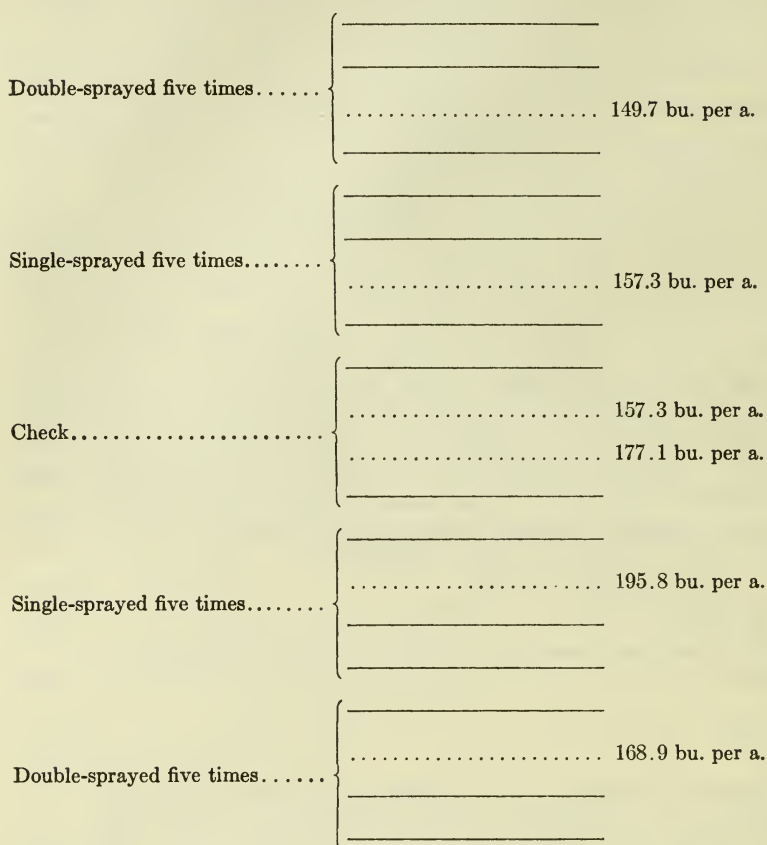 Double-sprayed five times......
......................... 149.7 bu. per a.
Single-sprayed five times........
......................... 157.3 bu. per a.
......................... 157.3 bu. per a.
Check.........................
......................... 177.1 bu. per a.
......................... 195.8 bu. per a.
Single-sprayed five times........
......................... 168.9 bu. per a.
Double-sprayed five times......